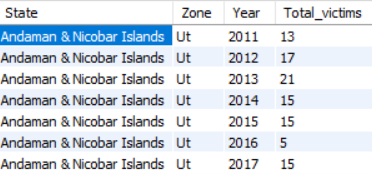 State Zone Year Total_victims
Andaman & Nicobar Islands Ut 2011 13
Andaman & Nicobar Islands Ut 2012 17
Andaman & Nicobar Islands Ut 2013 21
Andaman & Nicobar Islands Ut 2014 15
Andaman & Nicobar Islands Ut 2015 15
Andaman & Nicobar Islands Ut 2016 5
Andaman & Nicobar Islands Ut 2017 15